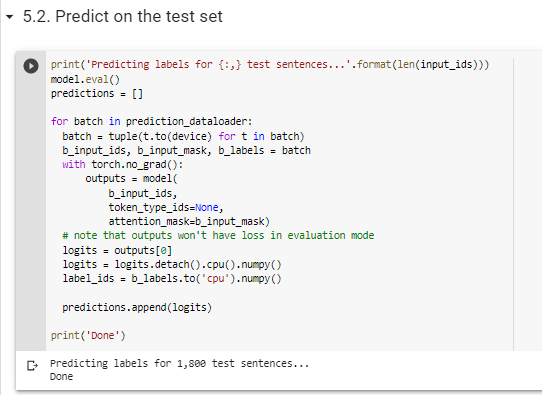 5.2. Predict on the test set
print('Predicting labels for {:,} test sentences...'.format(len(input_ids)))
model.eval()
predictions = []
for batch in prediction_dataloader:
batch = tuple(t.to(device) for t in batch)
b_input_ids, b_input_mask, b_labels = batch
with torch.no_grad():
outputs = model(
b_input_ids,
token_type_ids=None,
attention_mask=b_input_mask)
# note that outputs won't have loss in evaluation mode
logits = outputs[0]
logits = logits.detach().cpu().numpy()
label_ids = b_labels.to('cpu').numpy()
predictions.append(logits)
print('Done')
Predicting labels for 1,800 test sentences...
Done